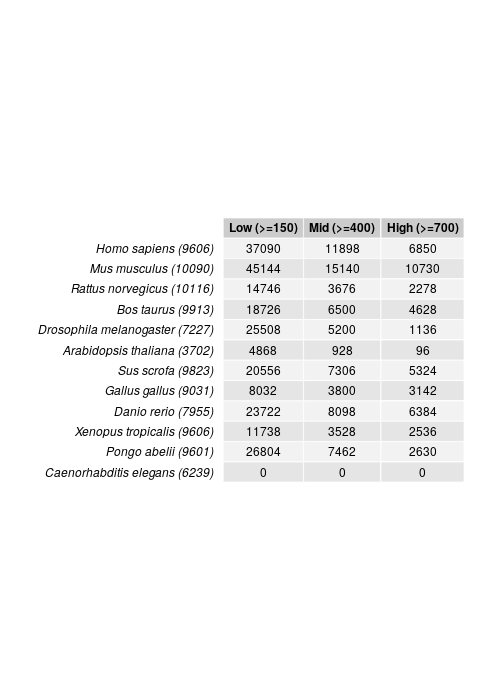 Low (>=150) Mid (>=400) High (>=700)
Homo sapiens (9606) 37090 11898 6850
Mus musculus (10090) 45144 15140 10730
Rattus norvegicus (10116) 14746 3676 2278
Bos taurus (9913) 18726 6500 4628
Drosophila melanogaster (7227) 25508 5200 1136
Arabidopsis thaliana (3702) 4868 928 96
Sus scrofa (9823) 20556 7306 5324
Gallus gallus (9031) 8032 3800 3142
Danio rerio (7955) 23722 8098 6384
Xenopus tropicalis (9606) 11738 3528 2536
Pongo abelii (9601) 26804 7462 2630
Caenorhabditis elegans (6239) 0 0 0